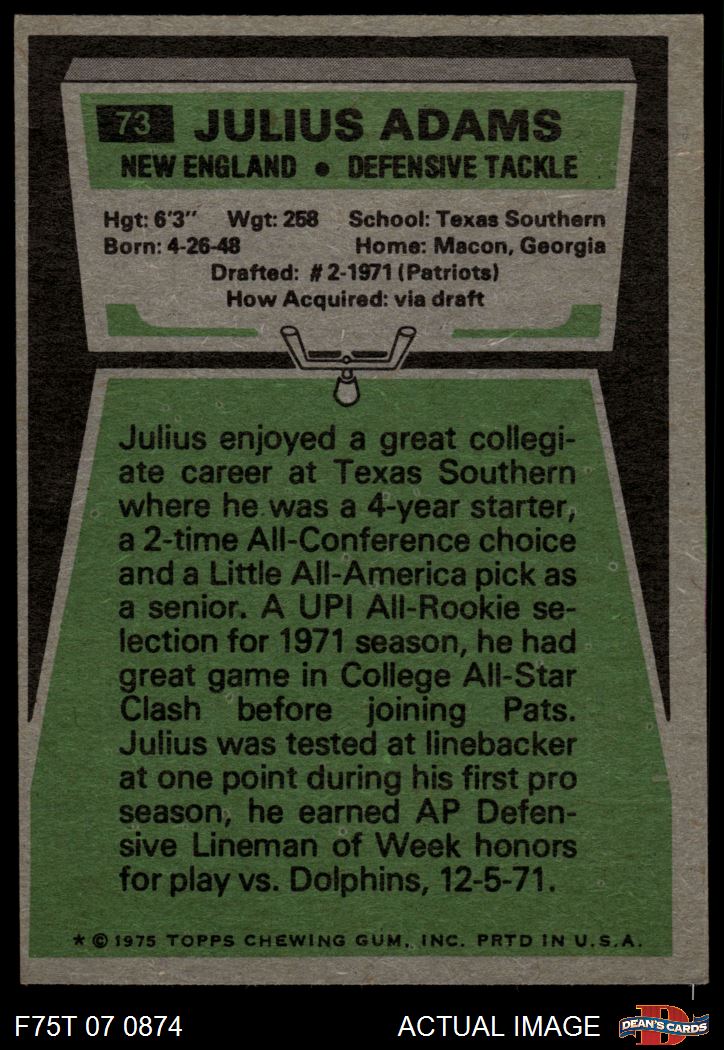 73 JULIUS ADAMS
NEW ENGLAND • DEFENSIVE TACKLE
Hgt: 6'3" Wgt: 258 School: Texas Southern
Born: 4-26-48 Home: Macon, Georgia
Drafted: #2-1971 (Patriots)
How Acquired: via draft
Julius enjoyed a great collegi-
ate career at Texas Southern
where he was a 4-year starter,
a 2-time All-Conference choice
and a Little All-America pick as
a senior. A UPI All-Rookie se-
lection for 1971 season, he had
great game in College All-Star
Clash before joining Pats.
Julius was tested at linebacker
at one point during his first pro
season, he earned AP Defen-
sive Lineman of Week honors
for play vs. Dolphins, 12-5-71.
* © 1975 TOPPS CHEWING GUM, INC. PRTD IN U.S.A.
F75T 07 0874 ACTUAL IMAGE D DEAN'S CARDS